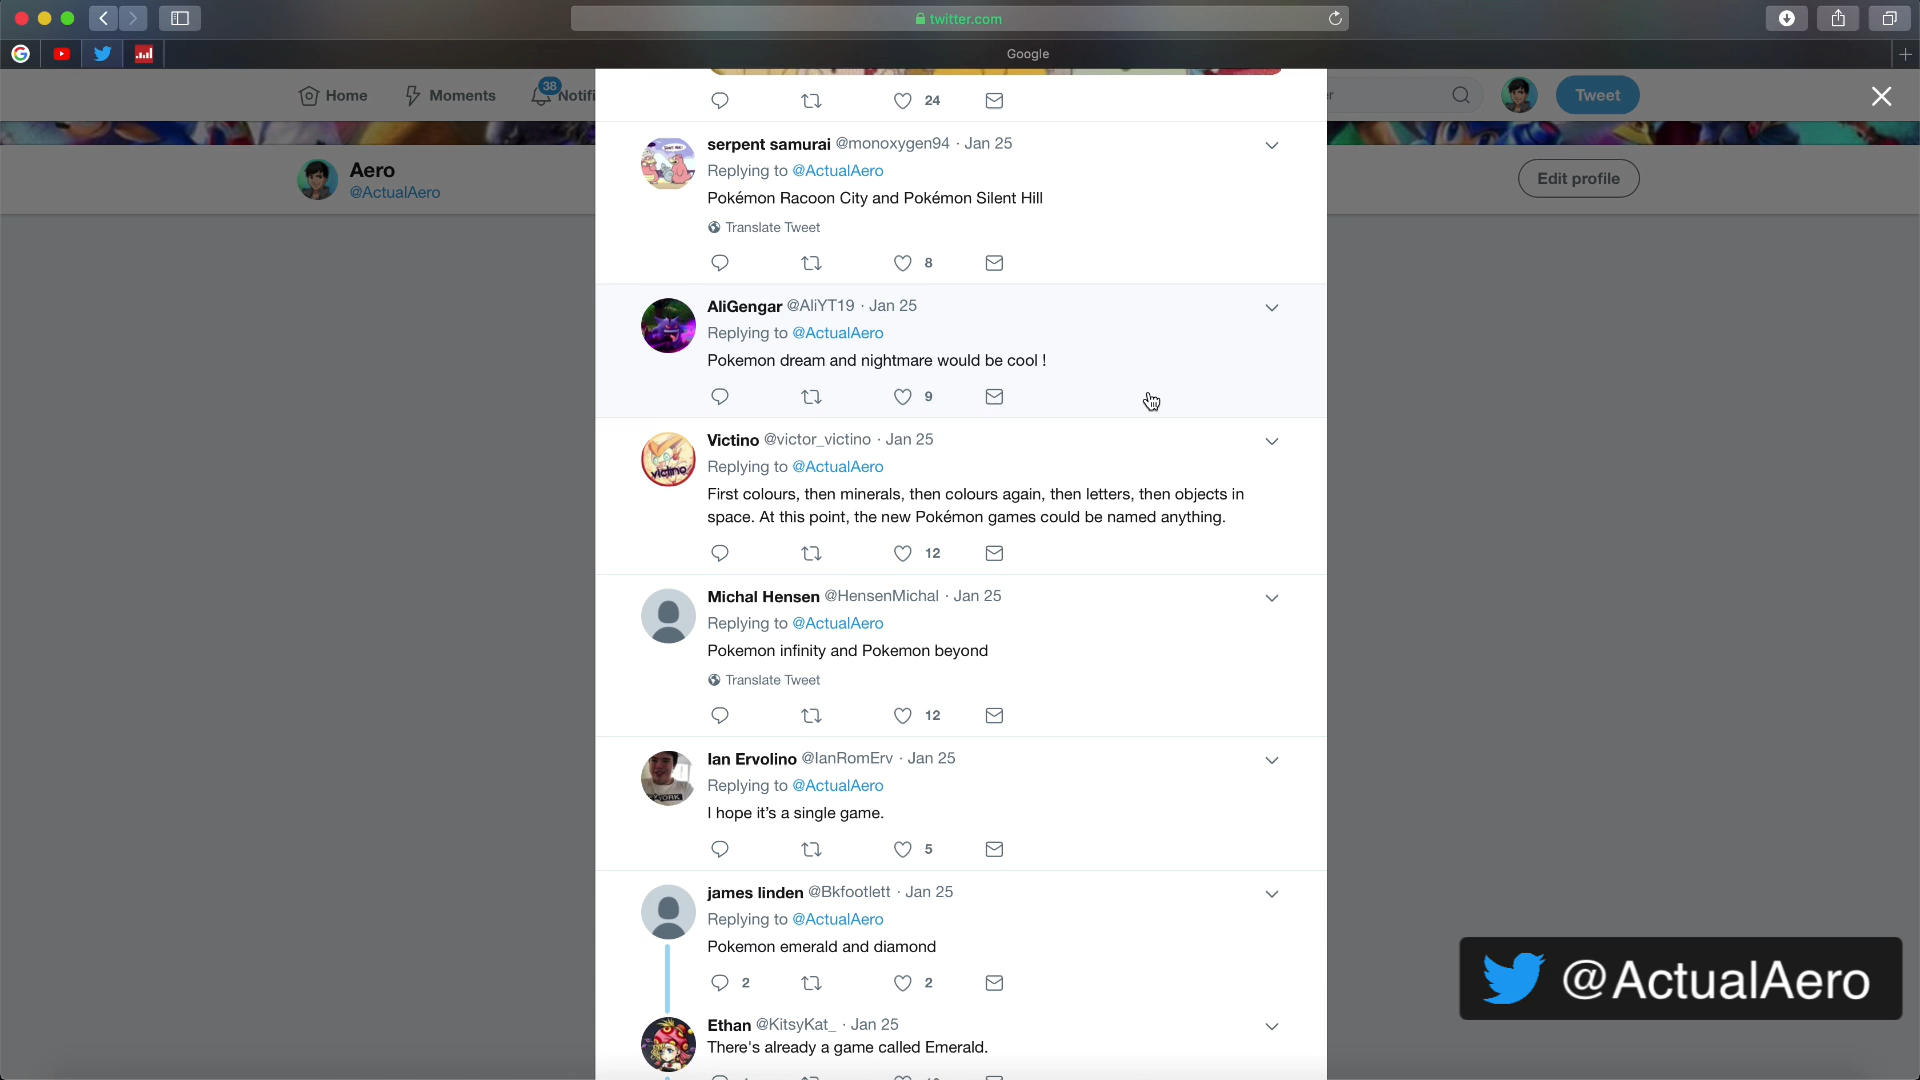 twitter.com
Google
Home
Moments
38
Notifi
Tweet
24
Aero
@ActualAero
Edit profile
serpent samurai @monoxygen94 · Jan 25
Replying to @ActualAero
Pokémon Racoon City and Pokémon Silent Hill
Translate Tweet
8
AliGengar @AliYT19 · Jan 25
Replying to @ActualAero
Pokemon dream and nightmare would be cool !
9
Victino @victor_victino · Jan 25
Replying to @ActualAero
First colours, then minerals, then colours again, then letters, then objects in
space. At this point, the new Pokémon games could be named anything.
12
Michal Hensen @HensenMichal · Jan 25
Replying to @ActualAero
Pokemon infinity and Pokemon beyond
Translate Tweet
12
Ian Ervolino @IanRomErv · Jan 25
Replying to @ActualAero
I hope it’s a single game.
5
james linden @Bkfootlett · Jan 25
Replying to @ActualAero
Pokemon emerald and diamond
2 2
Ethan @KitsyKat_ · Jan 25
There's already a game called Emerald.
@ActualAero